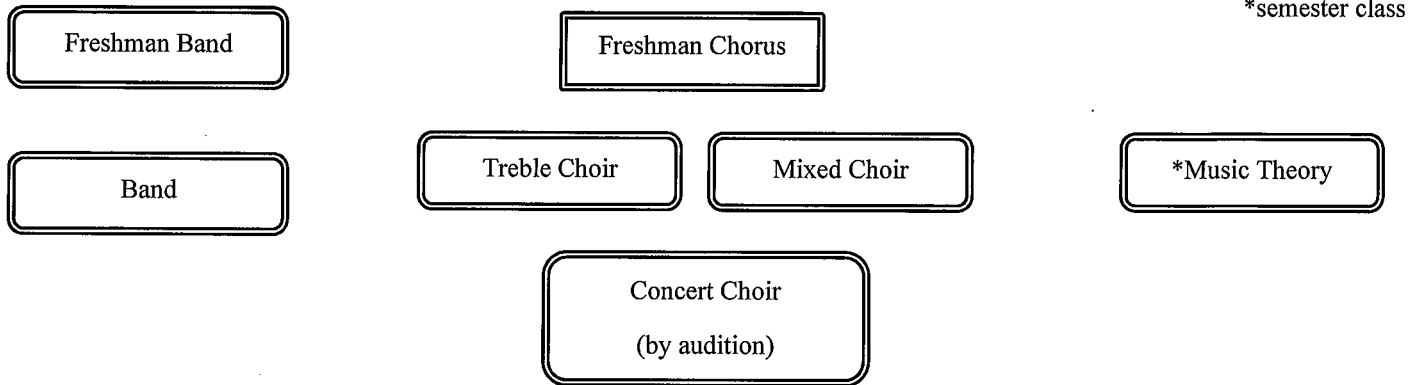 *semester class
Freshman Band
Freshman Chorus
Band
Treble Choir
Mixed Choir
*Music Theory
Concert Choir
(by audition)